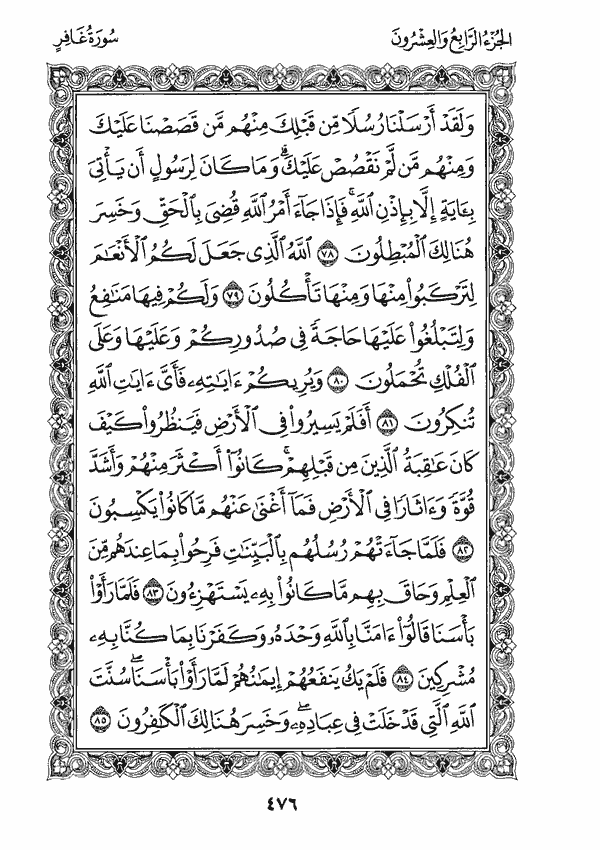 الجزء الرابع والعشرون
سورة غافر
وَلَقَدْ أَرْسَلْنَا رُسُلًا مِّن قَبْلِكَ مِنْهُم مَّن قَصَصْنَا عَلَيْكَ
وَمِنْهُم مَّن لَّمْ نَقْصُصْ عَلَيْكَ ۗ وَمَا كَانَ لِرَسُولٍ أَن يَأْتِىَ
بِـَٔايَةٍ إِلَّا بِإِذْنِ ٱللَّهِ ۚ فَإِذَا جَآءَ أَمْرُ ٱللَّهِ قُضِىَ بِٱلْحَقِّ وَخَسِرَ
هُنَالِكَ ٱلْمُبْطِلُونَ ٧٨ ٱللَّهُ ٱلَّذِى جَعَلَ لَكُمُ ٱلْأَنْعَٰمَ
لِتَرْكَبُوا۟ مِنْهَا وَمِنْهَا تَأْكُلُونَ ٧٩ وَلَكُمْ فِيهَا مَنَٰفِعُ
وَلِتَبْلُغُوا۟ عَلَيْهَا حَاجَةً فِى صُدُورِكُمْ وَعَلَيْهَا وَعَلَى
ٱلْفُلْكِ تُحْمَلُونَ ٨٠ وَيُرِيكُمْ ءَايَٰتِهِۦ فَأَىَّ ءَايَٰتِ ٱللَّهِ
تُنكِرُونَ ٨١ أَفَلَمْ يَسِيرُوا۟ فِى ٱلْأَرْضِ فَيَنظُرُوا۟ كَيْفَ
كَانَ عَٰقِبَةُ ٱلَّذِينَ مِن قَبْلِهِمْ ۚ كَانُوٓا۟ أَكْثَرَ مِنْهُمْ وَأَشَدَّ
قُوَّةً وَءَاثَارًا فِى ٱلْأَرْضِ فَمَآ أَغْنَىٰ عَنْهُم مَّا كَانُوا۟ يَكْسِبُونَ
٨٢ فَلَمَّا جَآءَتْهُمْ رُسُلُهُم بِٱلْبَيِّنَٰتِ فَرِحُوا۟ بِمَا عِندَهُم مِّنَ
ٱلْعِلْمِ وَحَاقَ بِهِم مَّا كَانُوا۟ بِهِۦ يَسْتَهْزِءُونَ ٨٣ فَلَمَّا رَأَوْا۟
بَأْسَنَا قَالُوٓا۟ ءَامَنَّا بِٱللَّهِ وَحْدَهُۥ وَكَفَرْنَا بِمَا كُنَّا بِهِۦ
مُشْرِكِينَ ٨٤ فَلَمْ يَكُ يَنفَعُهُمْ إِيمَٰنُهُمْ لَمَّا رَأَوْا۟ بَأْسَنَا ۖ سُنَّتَ
ٱللَّهِ ٱلَّتِى قَدْ خَلَتْ فِى عِبَادِهِۦ ۖ وَخَسِرَ هُنَالِكَ ٱلْكَٰفِرُونَ ٨٥
٤٧٦